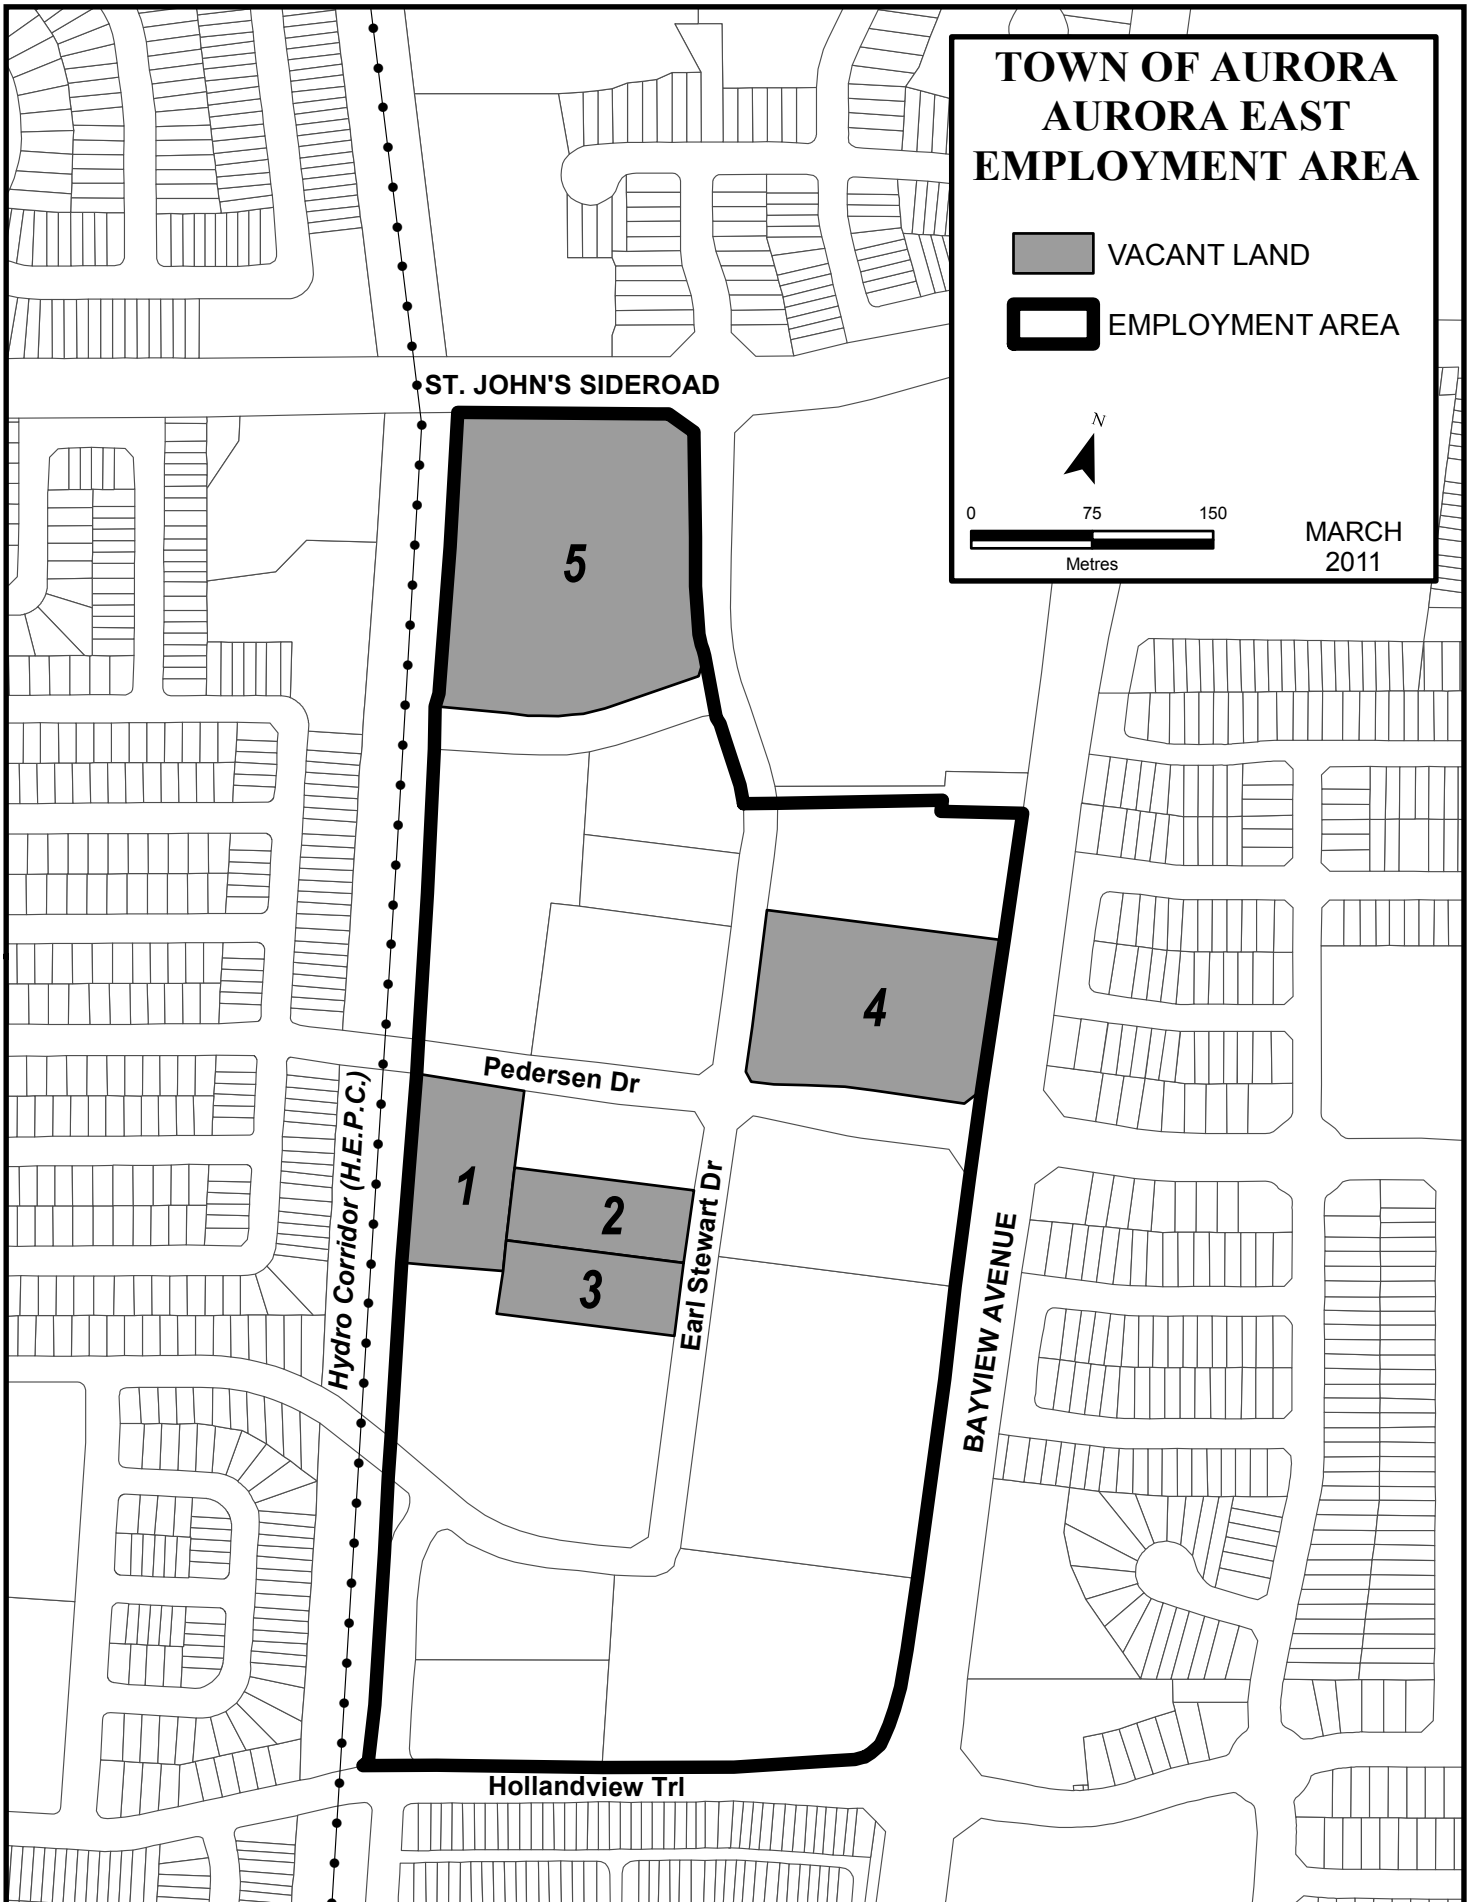 TOWN OF AURORA
AURORA EAST
EMPLOYMENT AREA
VACANT LAND
EMPLOYMENT AREA
N
0 75 150
Metres
MARCH
2011
ST. JOHN'S SIDEROAD
5
4
Pedersen Dr
1
2
3
Earl Stewart Dr
Hydro Corridor (H.E.P.C.)
BAYVIEW AVENUE
Hollandview Trl